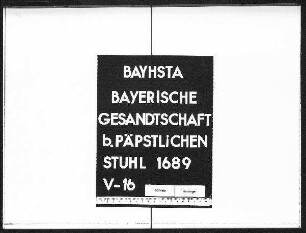 BAYHSTA
BAYERISCHE
GESANDTSCHAFT
b. PÄPSTLiCHEN
STUHL 1689
V-16